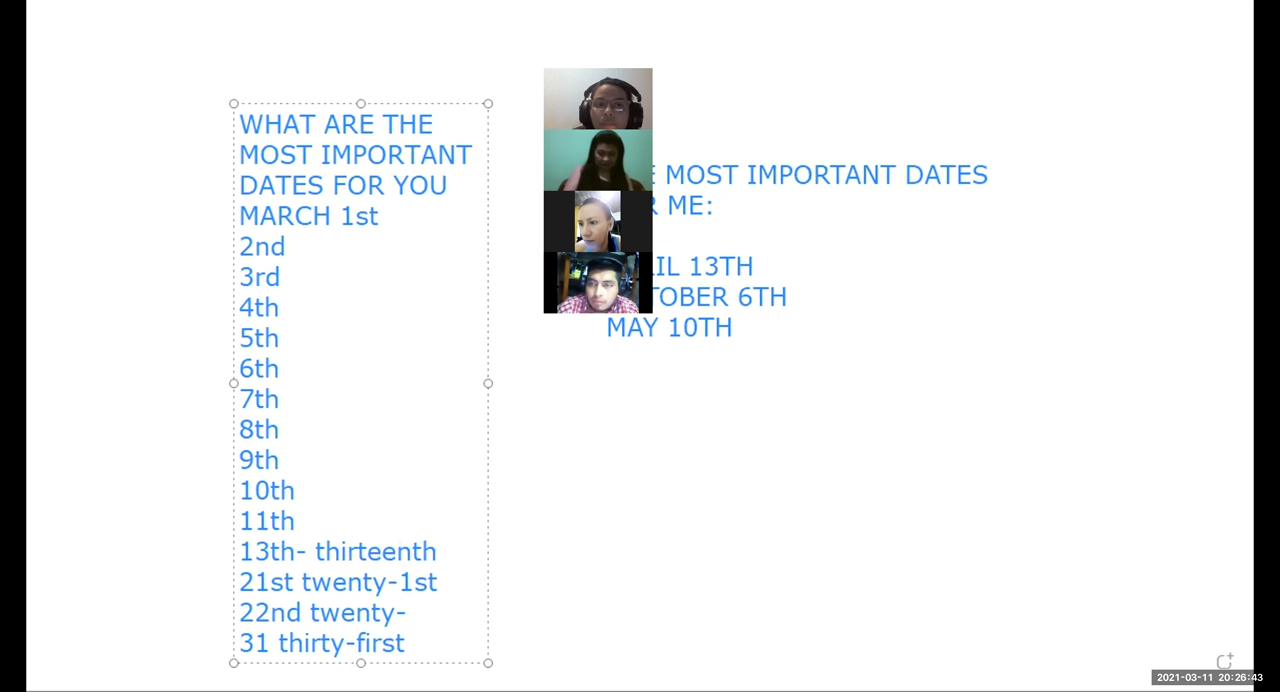 WHAT ARE THE
MOST IMPORTANT
DATES FOR YOU
MARCH 1st
2nd
3rd
4th
5th
6th
7th
8th
9th
10th
11th
13th- thirteenth
21st twenty-1st
22nd twenty-
31 thirty-first
MOST IMPORTANT DATES
ME:
13TH
6TH
MAY 10TH
2021-03-11 20:26:43